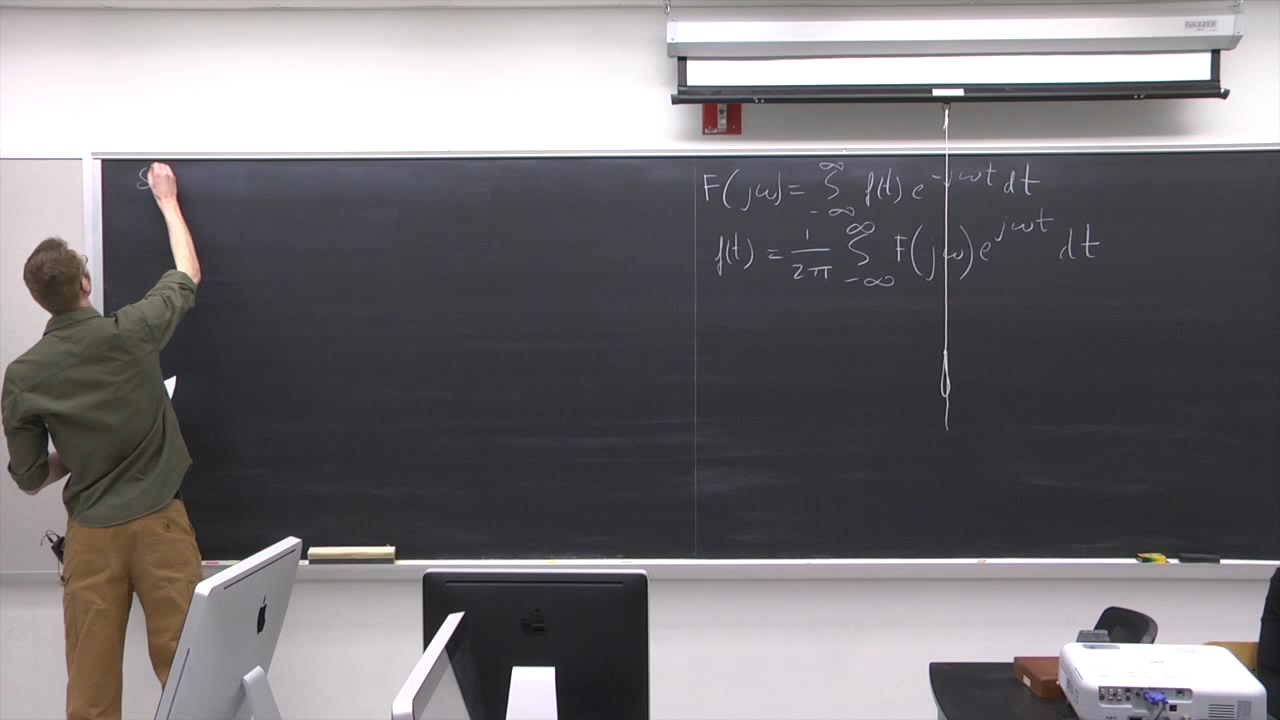 S
F(jω) = ∫_{-∞}^{∞} f(t) e^{-jωt} dt
f(t) = 1/2π ∫_{-∞}^{∞} F(jω) e^{jωt} dt